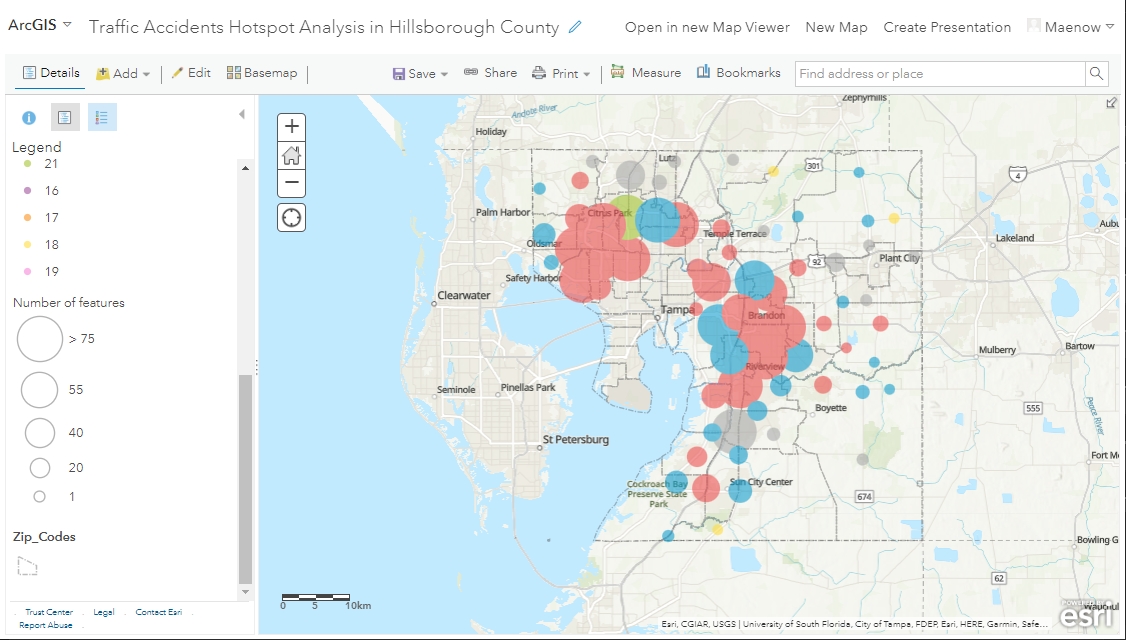 ArcGIS
Traffic Accidents Hotspot Analysis in Hillsborough County
Open in new Map Viewer
New Map
Create Presentation
Maenow
Details
Add
Edit
Basemap
Save
Share
Print
Measure
Bookmarks
Find address or place
Legend
21
16
17
18
19
Number of features
> 75
55
40
20
1
Zip_Codes
Trust Center
Legal
Contact Esri
Report Abuse
Zephyrhills
Anclote River
Holiday
Lutz
301
4
Palm Harbor
Citrus Park
Temple Terrace
Oldsmar
Lakeland
92
Plant City
Safety Harbor
Clearwater
Tampa
Brandon
Bartow
Mulberry
Riverview
Seminole
Pinellas Park
Boyette
555
Peace River
St Petersburg
Cockroach Bay
Preserve State
Park
Sun City Center
674
Bowling G
62
0
5
10km
Esri, CGIAR, USGS | University of South Florida, City of Tampa, FDEP, Esri, HERE, Garmin, Safe...
POWERED BY
esri